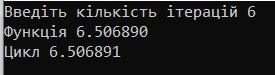 Введіть кількість ітерацій 6
Функція 6.506890
Цикл 6.506891